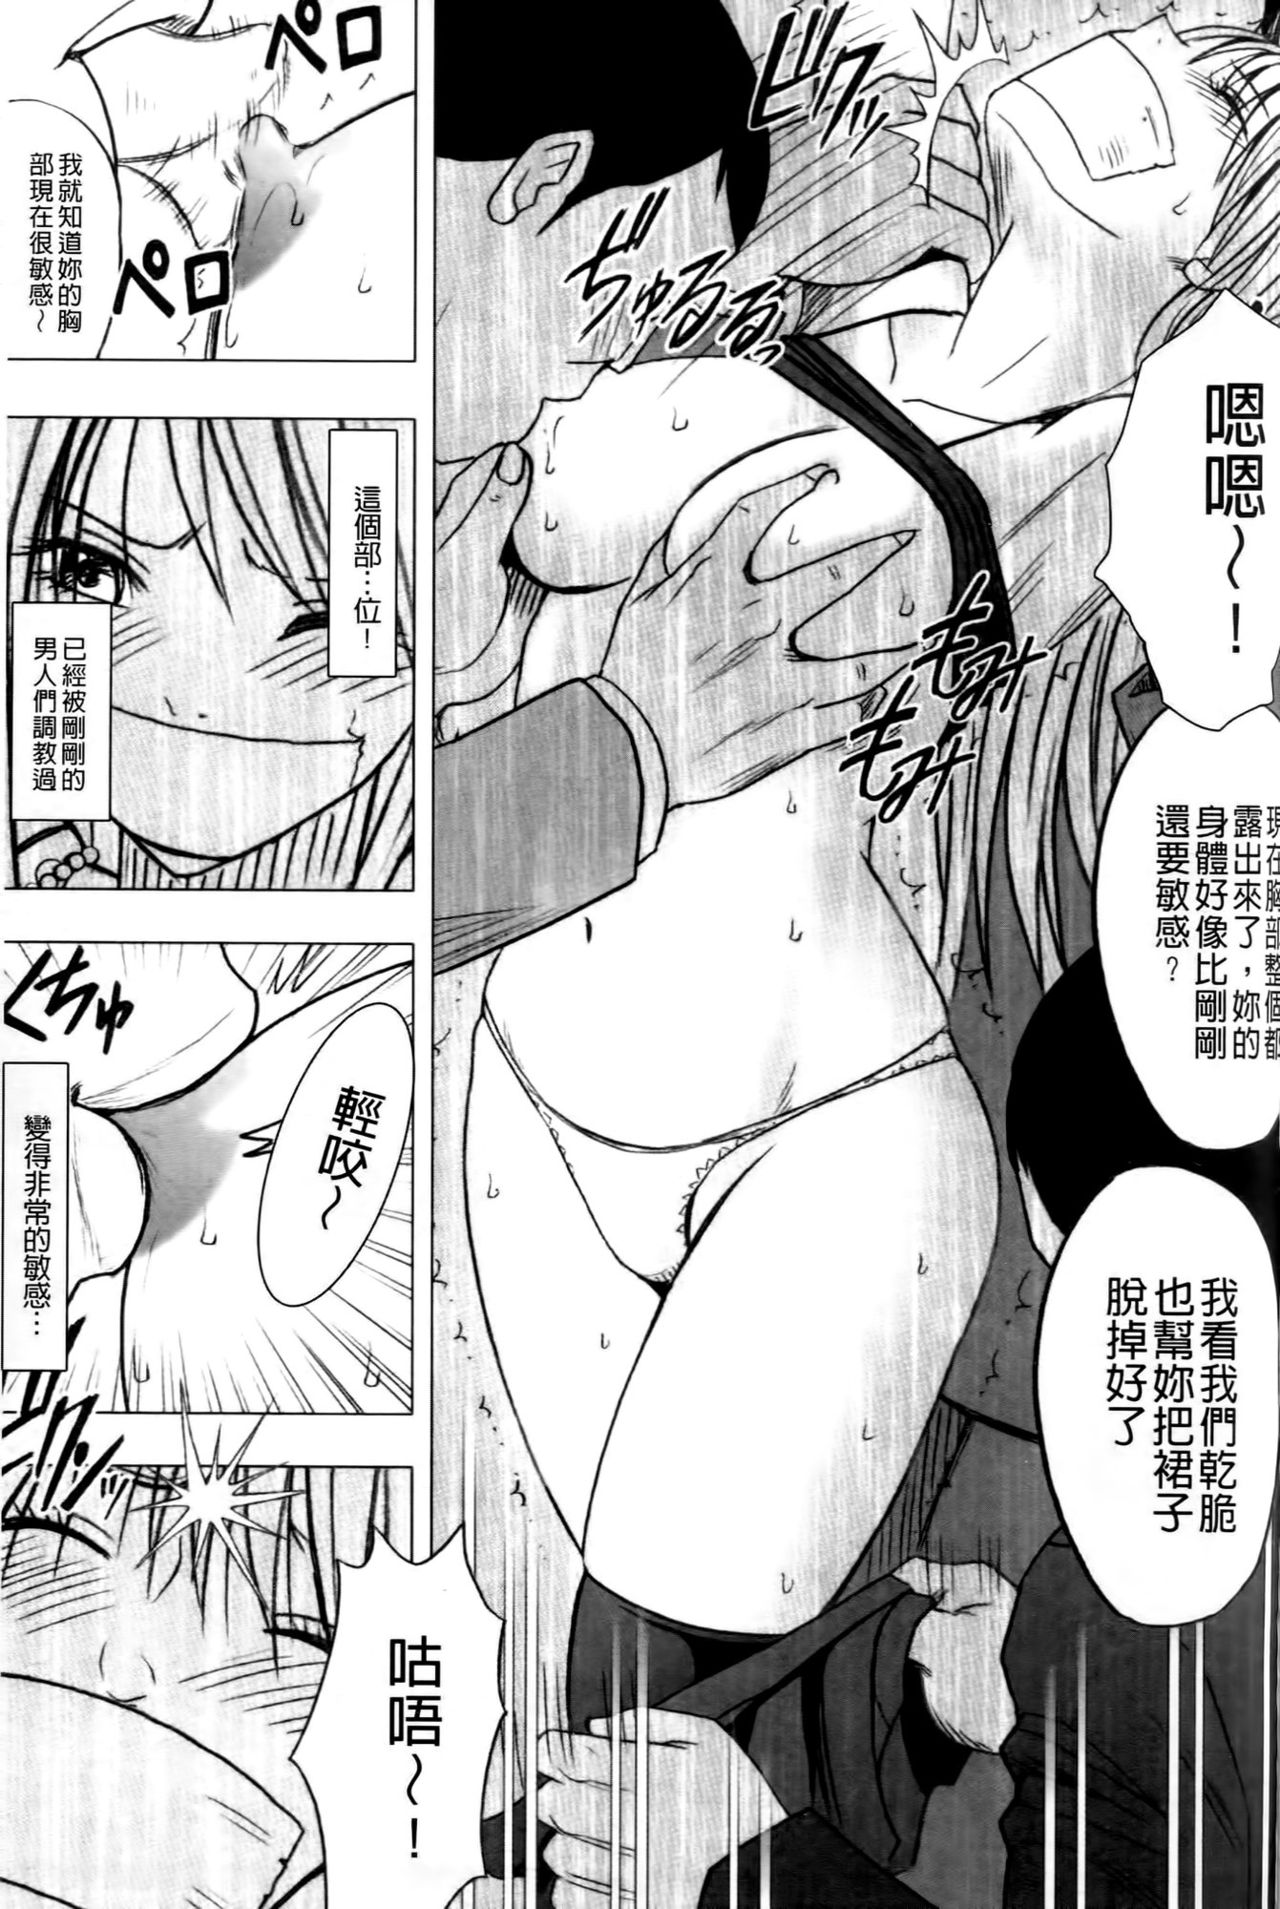 嗯嗯～！
現在胸部整個都
露出來了，妳的
身體好像比剛剛
還要敏感？
我看我們乾脆
也幫妳把裙子
脫掉好了
ビクッ
ぢゅるるっ
もみ
もみ
ペロ
ペロ
我就知道妳的胸
部現在很敏感～
這個部…位！
已經被剛剛的
男人們調教過
くちゅ
輕咬～
變得非常的敏感…
咕唔～！